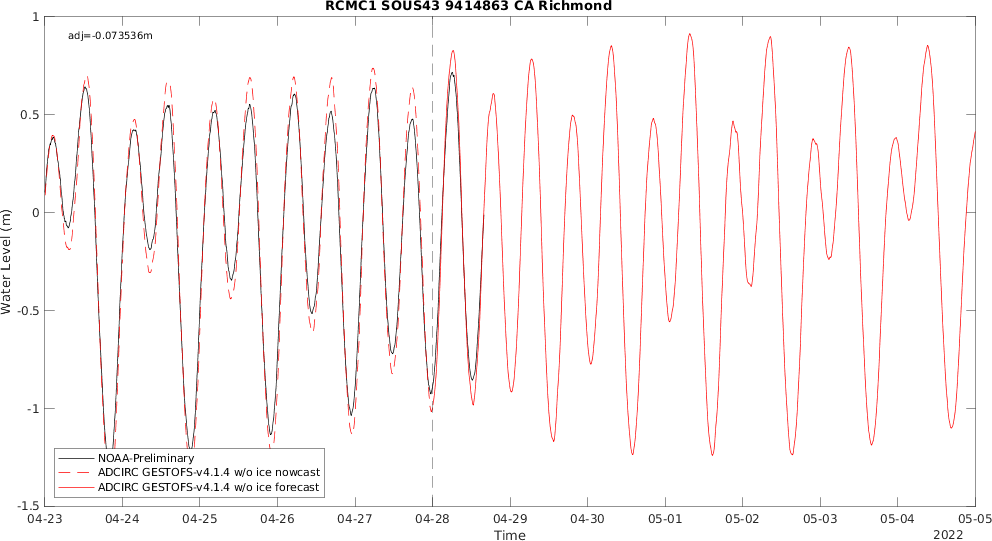 RCMC1 SOUS43 9414863 CA Richmond
adj=-0.073536m
1
0.5
0
-0.5
-1
-1.5
Water Level (m)
NOAA-Preliminary
ADCIRC GESTOFS-v4.1.4 w/o ice nowcast
ADCIRC GESTOFS-v4.1.4 w/o ice forecast
04-23 04-24 04-25 04-26 04-27 04-28 04-29 04-30 05-01 05-02 05-03 05-04 05-05
Time
2022